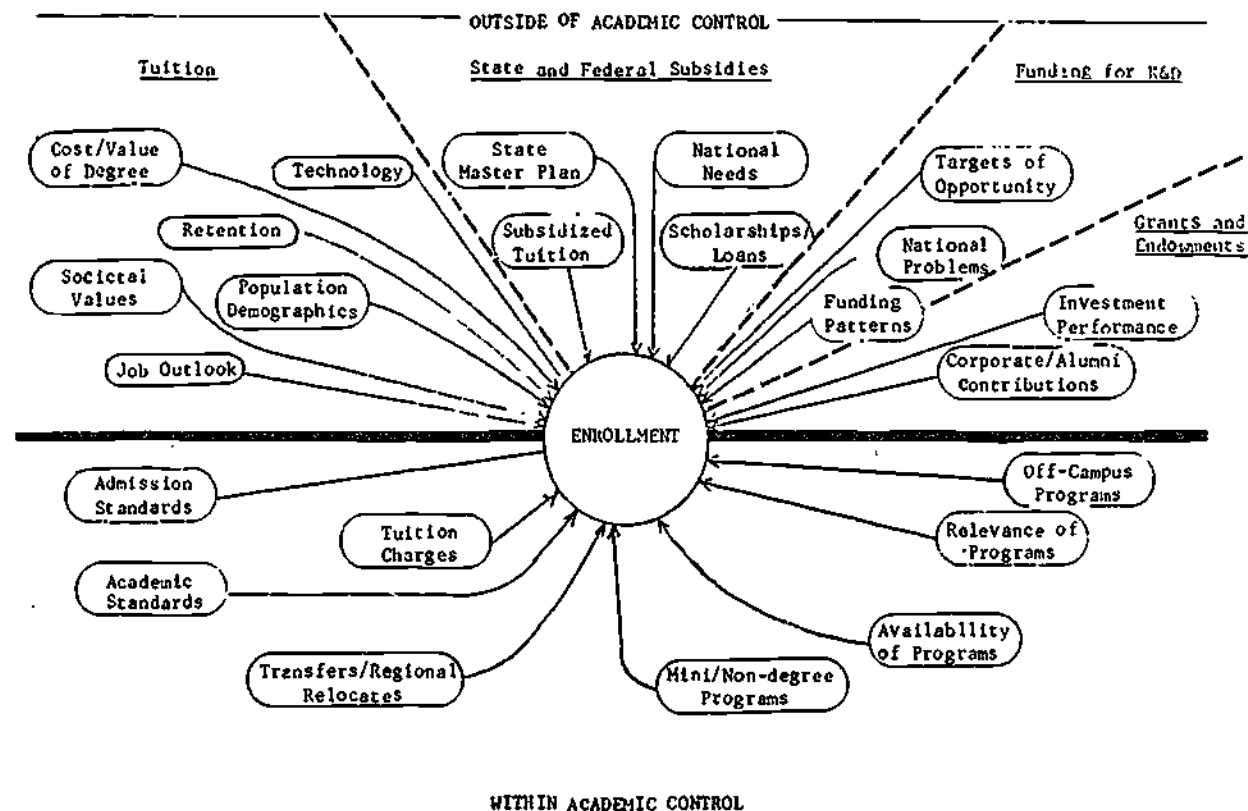 OUTSIDE OF ACADEMIC CONTROL
Tuition
State and Federal Subsidies
Funding for R&D
Cost/Value
of Degree
Technology
State
Master Plan
National
Needs
Targets of
Opportunity
Retention
Subsidized
Tuition
Scholarships/
Loans
National
Problems
Grants and
Endowments
Societal
Values
Population
Demographics
Funding
Patterns
Investment
Performance
Job Outlook
Corporate/Alumni
Contributions
ENROLLMENT
Admission
Standards
Off-Campus
Programs
Tuition
Charges
Relevance of
Programs
Academic
Standards
Availability
of Programs
Transfers/Regional
Relocates
Mini/Non-degree
Programs
WITHIN ACADEMIC CONTROL